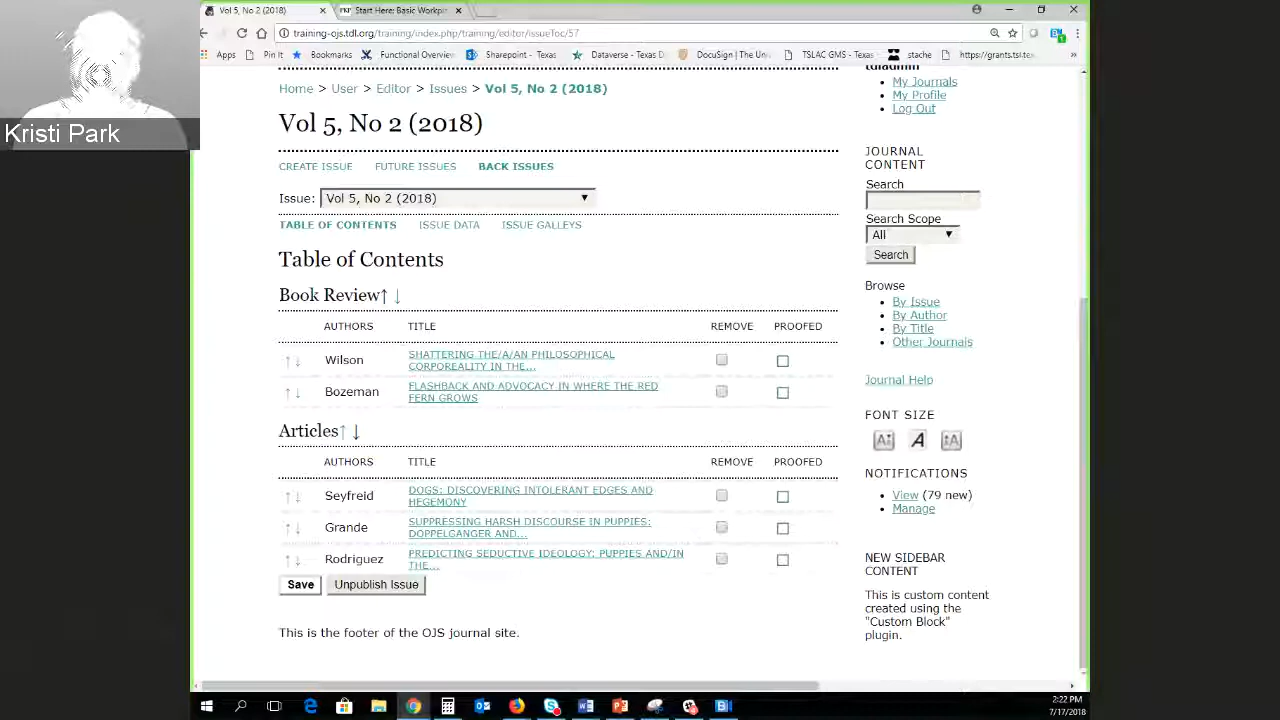 Vol 5, No 2 (2018)
PKP Start Here: Basic Workpl
training-ojs.tdl.org/training/index.php/training/editor/issueToc/57
Apps Pin It Bookmarks Functional Overview Sharepoint - Texas Dataverse - Texas D DocuSign | The Uni TSLAC GMS - Texas stache https://grants.tsl.te »
Kristi Park
tdladmin
My Journals
My Profile
Log Out
Home > User > Editor > Issues > Vol 5, No 2 (2018)
Vol 5, No 2 (2018)
CREATE ISSUE FUTURE ISSUES BACK ISSUES
Issue: Vol 5, No 2 (2018)
TABLE OF CONTENTS ISSUE DATA ISSUE GALLEYS
Table of Contents
Book Review↑ ↓
AUTHORS TITLE REMOVE PROOFED
↑ ↓ Wilson SHATTERING THE/A/AN PHILOSOPHICAL
CORPOREALITY IN THE...
↑ ↓ Bozeman FLASHBACK AND ADVOCACY IN WHERE THE RED
FERN GROWS
Articles↑ ↓
AUTHORS TITLE REMOVE PROOFED
↑ ↓ Seyfreid DOGS: DISCOVERING INTOLERANT EDGES AND
HEGEMONY
↑ ↓ Grande SUPPRESSING HARSH DISCOURSE IN PUPPIES:
DOPPELGANGER AND...
↑ ↓ Rodriguez PREDICTING SEDUCTIVE IDEOLOGY; PUPPIES AND/IN
THE...
Save Unpublish Issue
This is the footer of the OJS journal site.
JOURNAL
CONTENT
Search
Search Scope
All
Search
Browse
By Issue
By Author
By Title
Other Journals
Journal Help
FONT SIZE
NOTIFICATIONS
View (79 new)
Manage
NEW SIDEBAR
CONTENT
This is custom content
created using the
"Custom Block"
plugin.
2:22 PM
7/17/2018